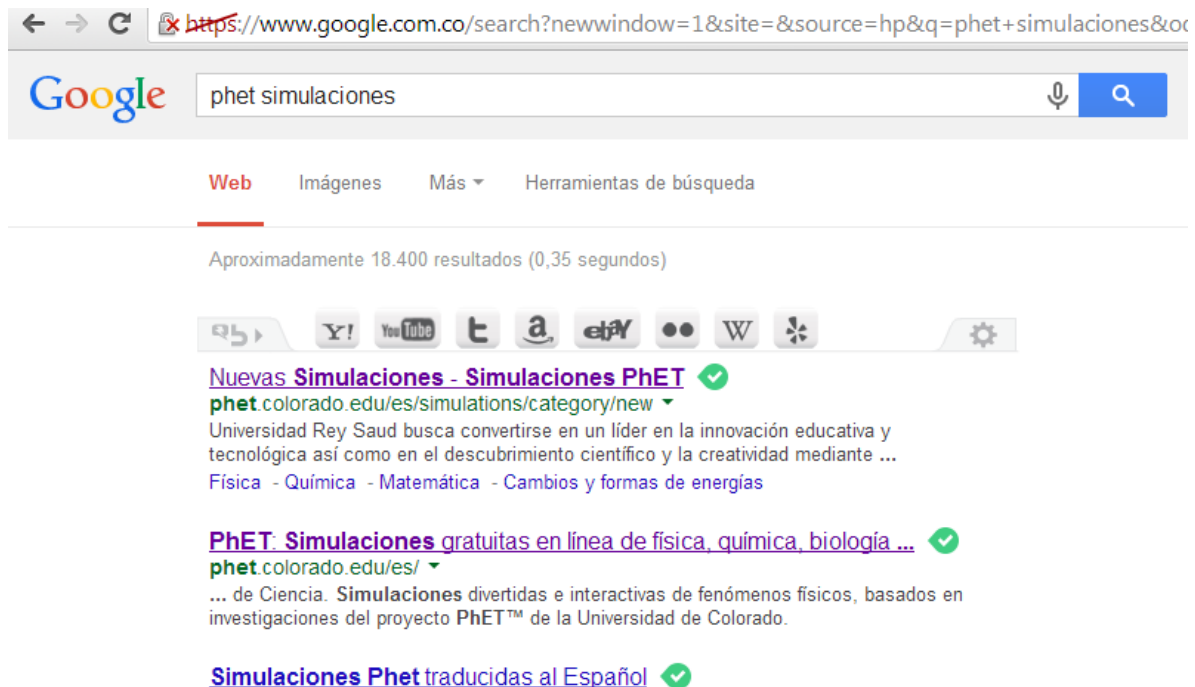 https://www.google.com.co/search?newwindow=1&site=&source=hp&q=phet+simulaciones&o
Google phet simulaciones
Web Imágenes Más Herramientas de búsqueda
Aproximadamente 18.400 resultados (0,35 segundos)
Y! YouTube t a ebay W
Nuevas Simulaciones - Simulaciones PhET
phet.colorado.edu/es/simulations/category/new
Universidad Rey Saud busca convertirse en un líder en la innovación educativa y
tecnológica así como en el descubrimiento científico y la creatividad mediante ...
Física - Química - Matemática - Cambios y formas de energías
PhET: Simulaciones gratuitas en línea de física, química, biología ...
phet.colorado.edu/es/
... de Ciencia. Simulaciones divertidas e interactivas de fenómenos físicos, basados en
investigaciones del proyecto PhET™ de la Universidad de Colorado.
Simulaciones Phet traducidas al Español